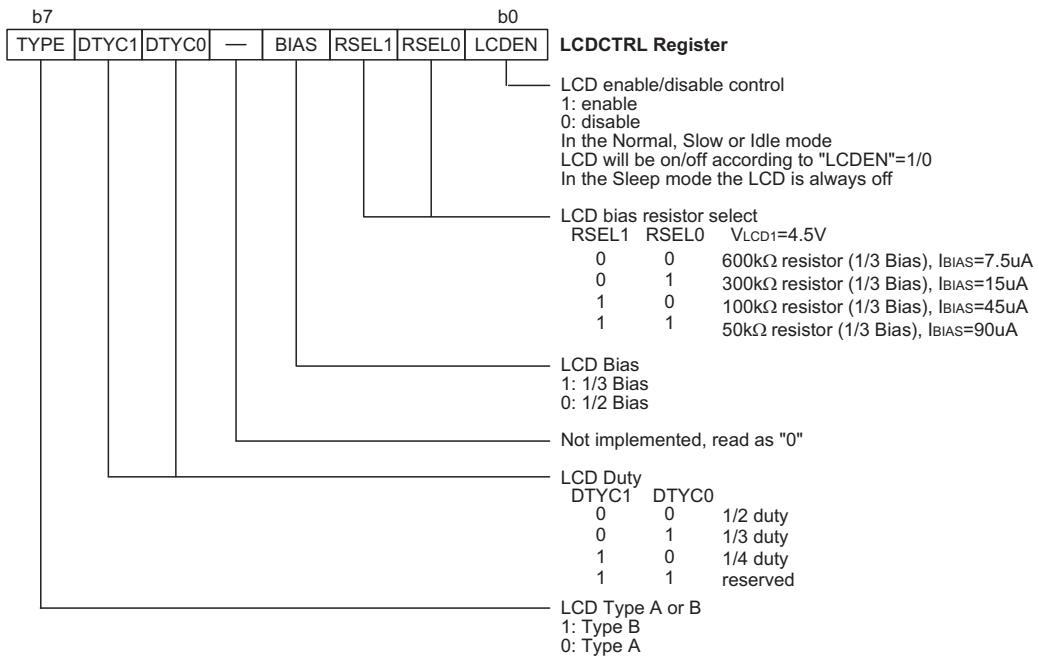 b7 b0
TYPE DTYC1 DTYC0 — BIAS RSEL1 RSEL0 LCDEN LCDCTRL Register
LCD enable/disable control
1: enable
0: disable
In the Normal, Slow or Idle mode
LCD will be on/off according to "LCDEN"=1/0
In the Sleep mode the LCD is always off
LCD bias resistor select
RSEL1 RSEL0 VLCD1=4.5V
0 0 600kΩ resistor (1/3 Bias), IBIAS=7.5uA
0 1 300kΩ resistor (1/3 Bias), IBIAS=15uA
1 0 100kΩ resistor (1/3 Bias), IBIAS=45uA
1 1 50kΩ resistor (1/3 Bias), IBIAS=90uA
LCD Bias
1: 1/3 Bias
0: 1/2 Bias
Not implemented, read as "0"
LCD Duty
DTYC1 DTYC0
0 0 1/2 duty
0 1 1/3 duty
1 0 1/4 duty
1 1 reserved
LCD Type A or B
1: Type B
0: Type A